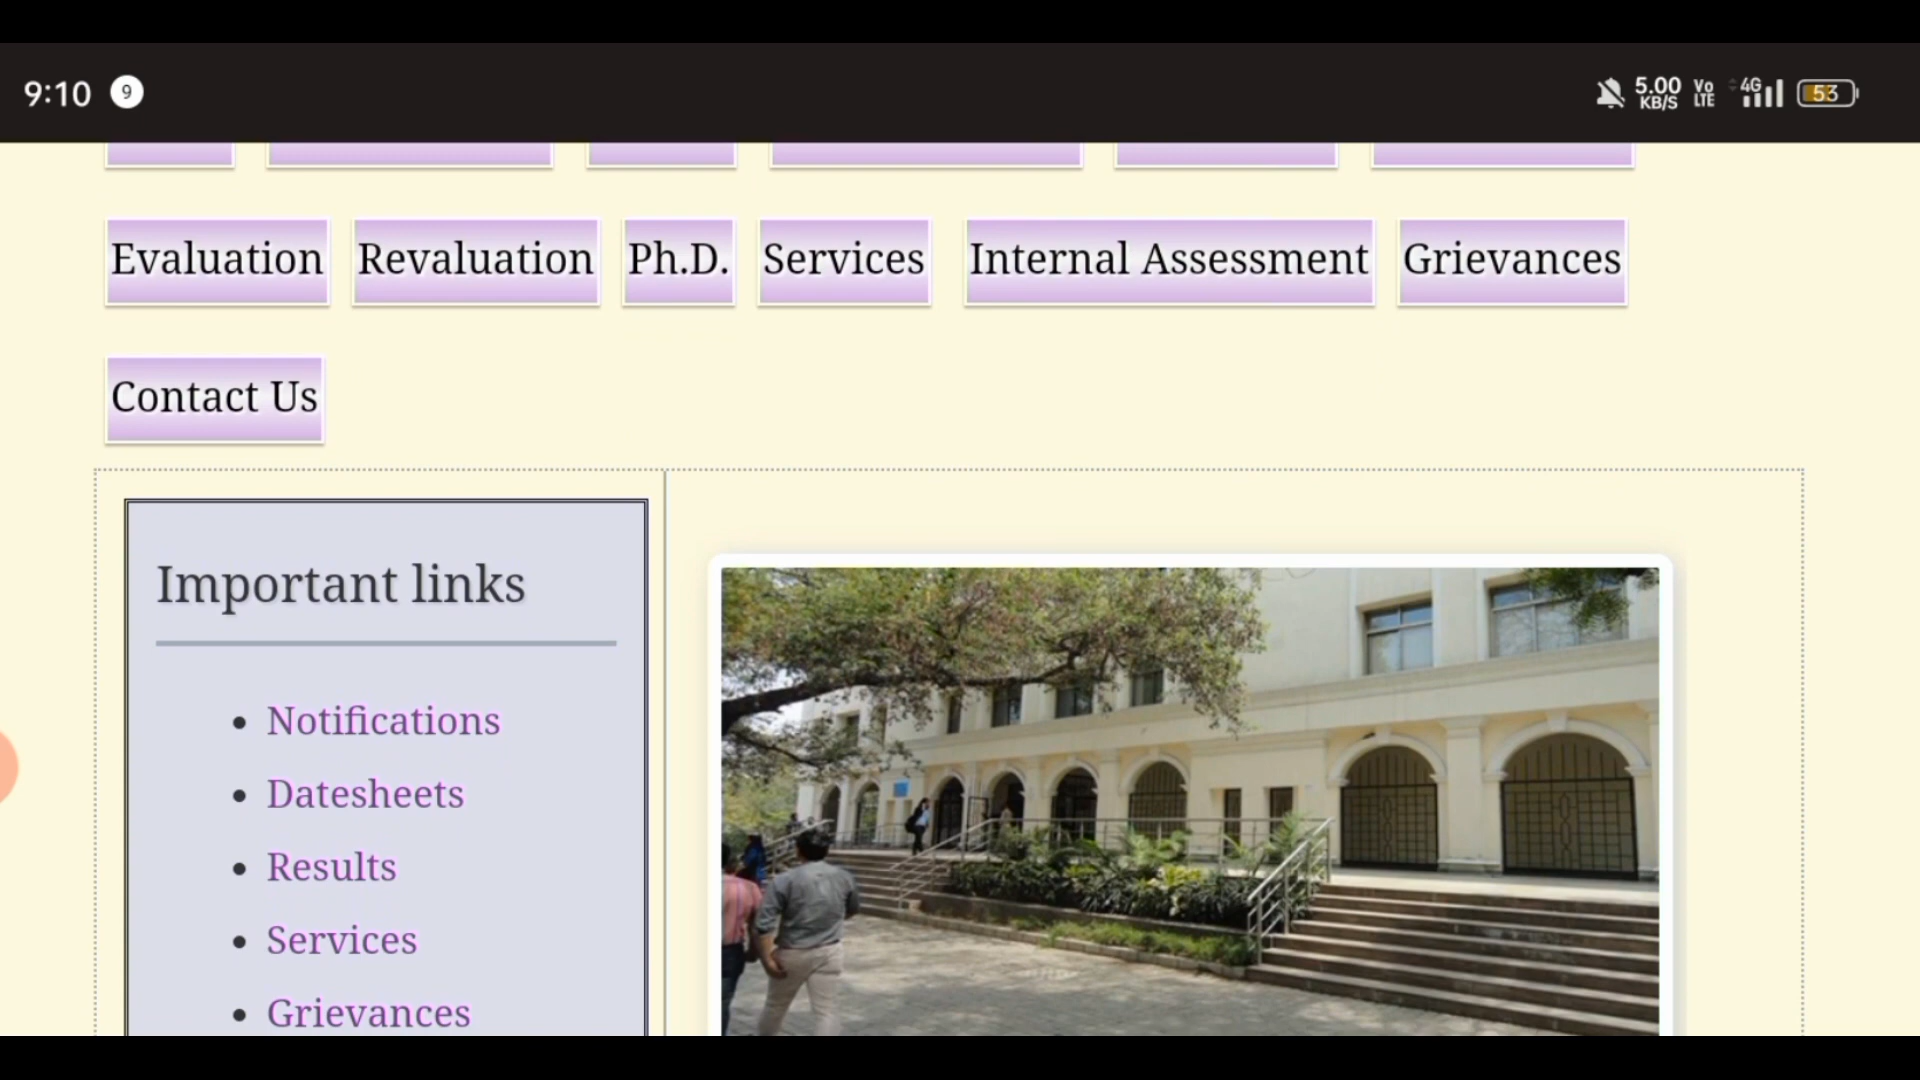 9:10 9 5.00 KB/S Vo LTE 4G 53
Evaluation Revaluation Ph.D. Services Internal Assessment Grievances
Contact Us
Important links
Notifications
Datesheets
Results
Services
Grievances